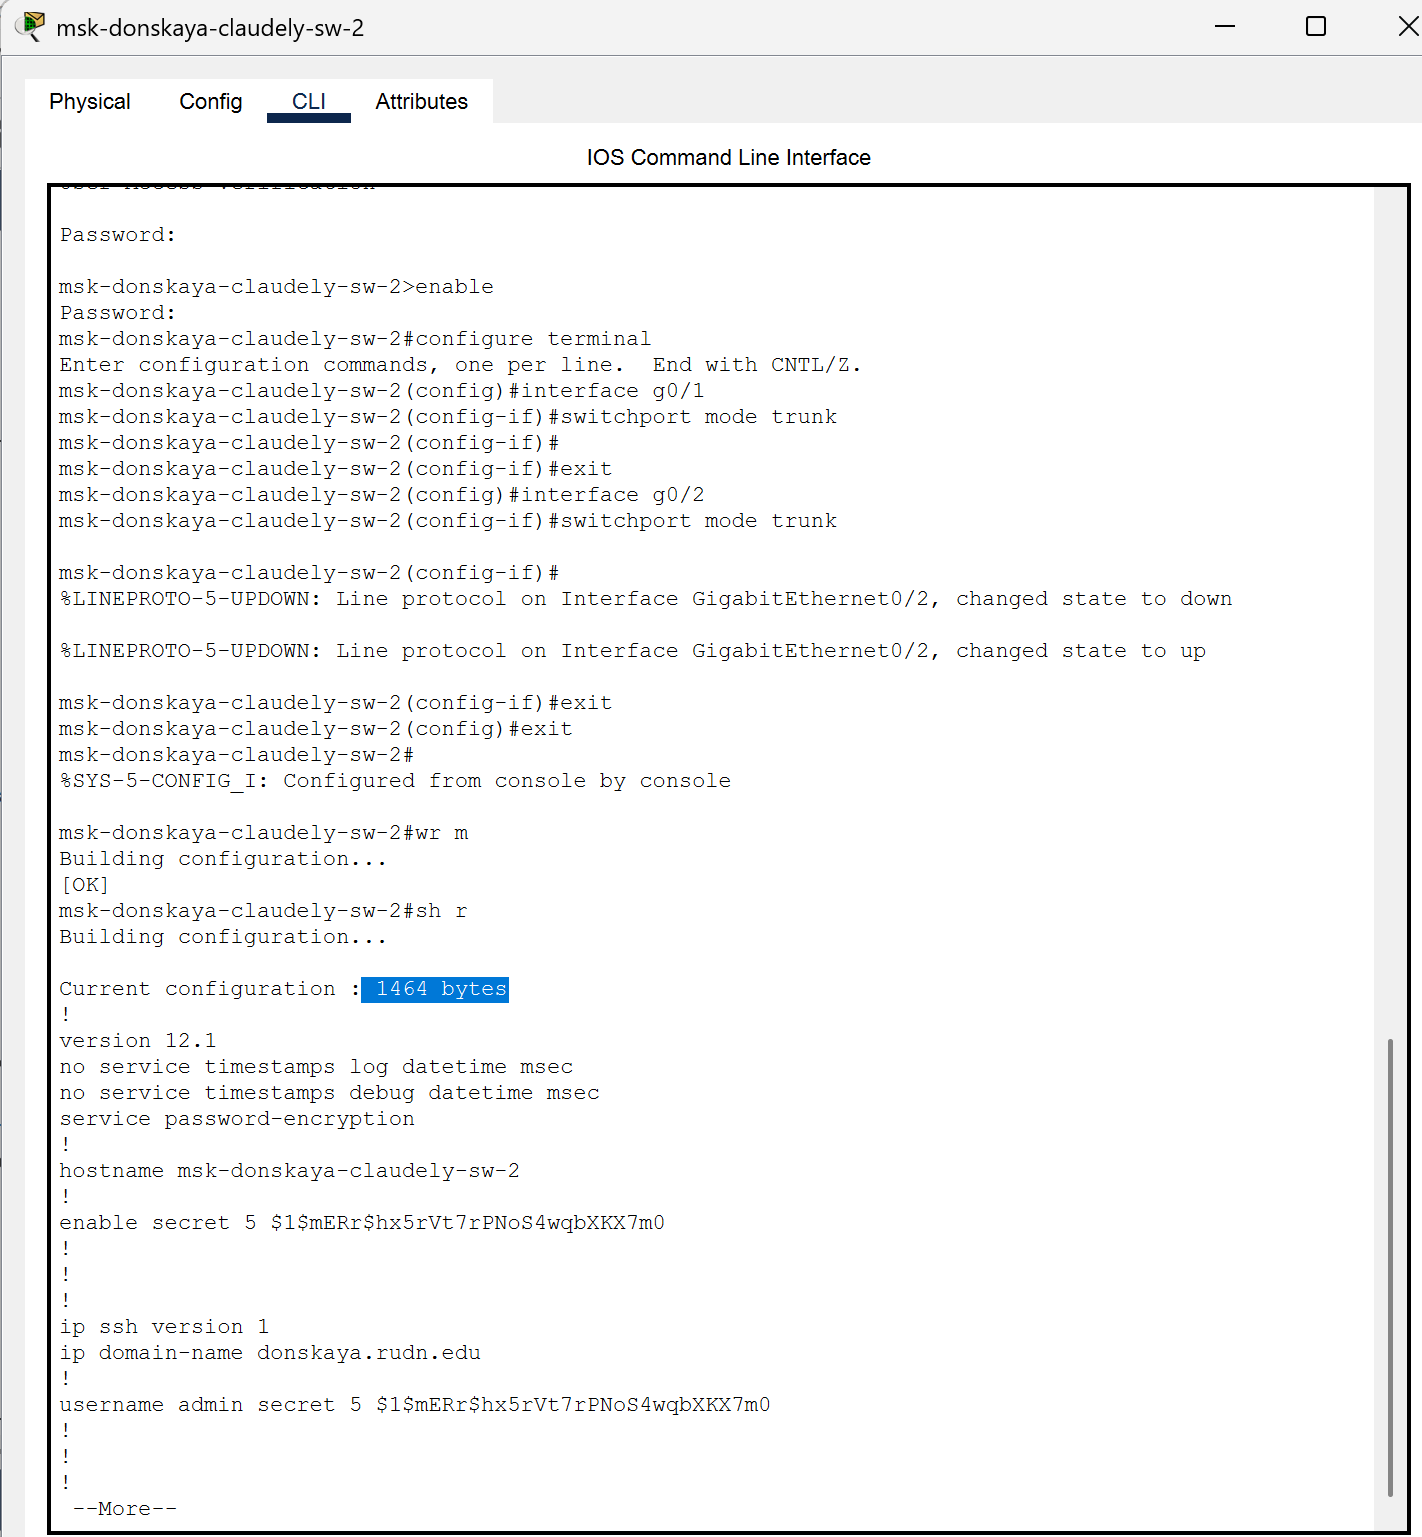 msk-donskaya-claudely-sw-2
Physical Config CLI Attributes
IOS Command Line Interface
User Access Verification
Password:
msk-donskaya-claudely-sw-2>enable
Password:
msk-donskaya-claudely-sw-2#configure terminal
Enter configuration commands, one per line.  End with CNTL/Z.
msk-donskaya-claudely-sw-2(config)#interface g0/1
msk-donskaya-claudely-sw-2(config-if)#switchport mode trunk
msk-donskaya-claudely-sw-2(config-if)#
msk-donskaya-claudely-sw-2(config-if)#exit
msk-donskaya-claudely-sw-2(config)#interface g0/2
msk-donskaya-claudely-sw-2(config-if)#switchport mode trunk
msk-donskaya-claudely-sw-2(config-if)#
%LINEPROTO-5-UPDOWN: Line protocol on Interface GigabitEthernet0/2, changed state to down
%LINEPROTO-5-UPDOWN: Line protocol on Interface GigabitEthernet0/2, changed state to up
msk-donskaya-claudely-sw-2(config-if)#exit
msk-donskaya-claudely-sw-2(config)#exit
msk-donskaya-claudely-sw-2#
%SYS-5-CONFIG_I: Configured from console by console
msk-donskaya-claudely-sw-2#wr m
Building configuration...
[OK]
msk-donskaya-claudely-sw-2#sh r
Building configuration...
Current configuration : 1464 bytes
!
version 12.1
no service timestamps log datetime msec
no service timestamps debug datetime msec
service password-encryption
!
hostname msk-donskaya-claudely-sw-2
!
enable secret 5 $1$mERr$hx5rVt7rPNoS4wqbXKX7m0
!
!
!
ip ssh version 1
ip domain-name donskaya.rudn.edu
!
username admin secret 5 $1$mERr$hx5rVt7rPNoS4wqbXKX7m0
!
!
!
--More--